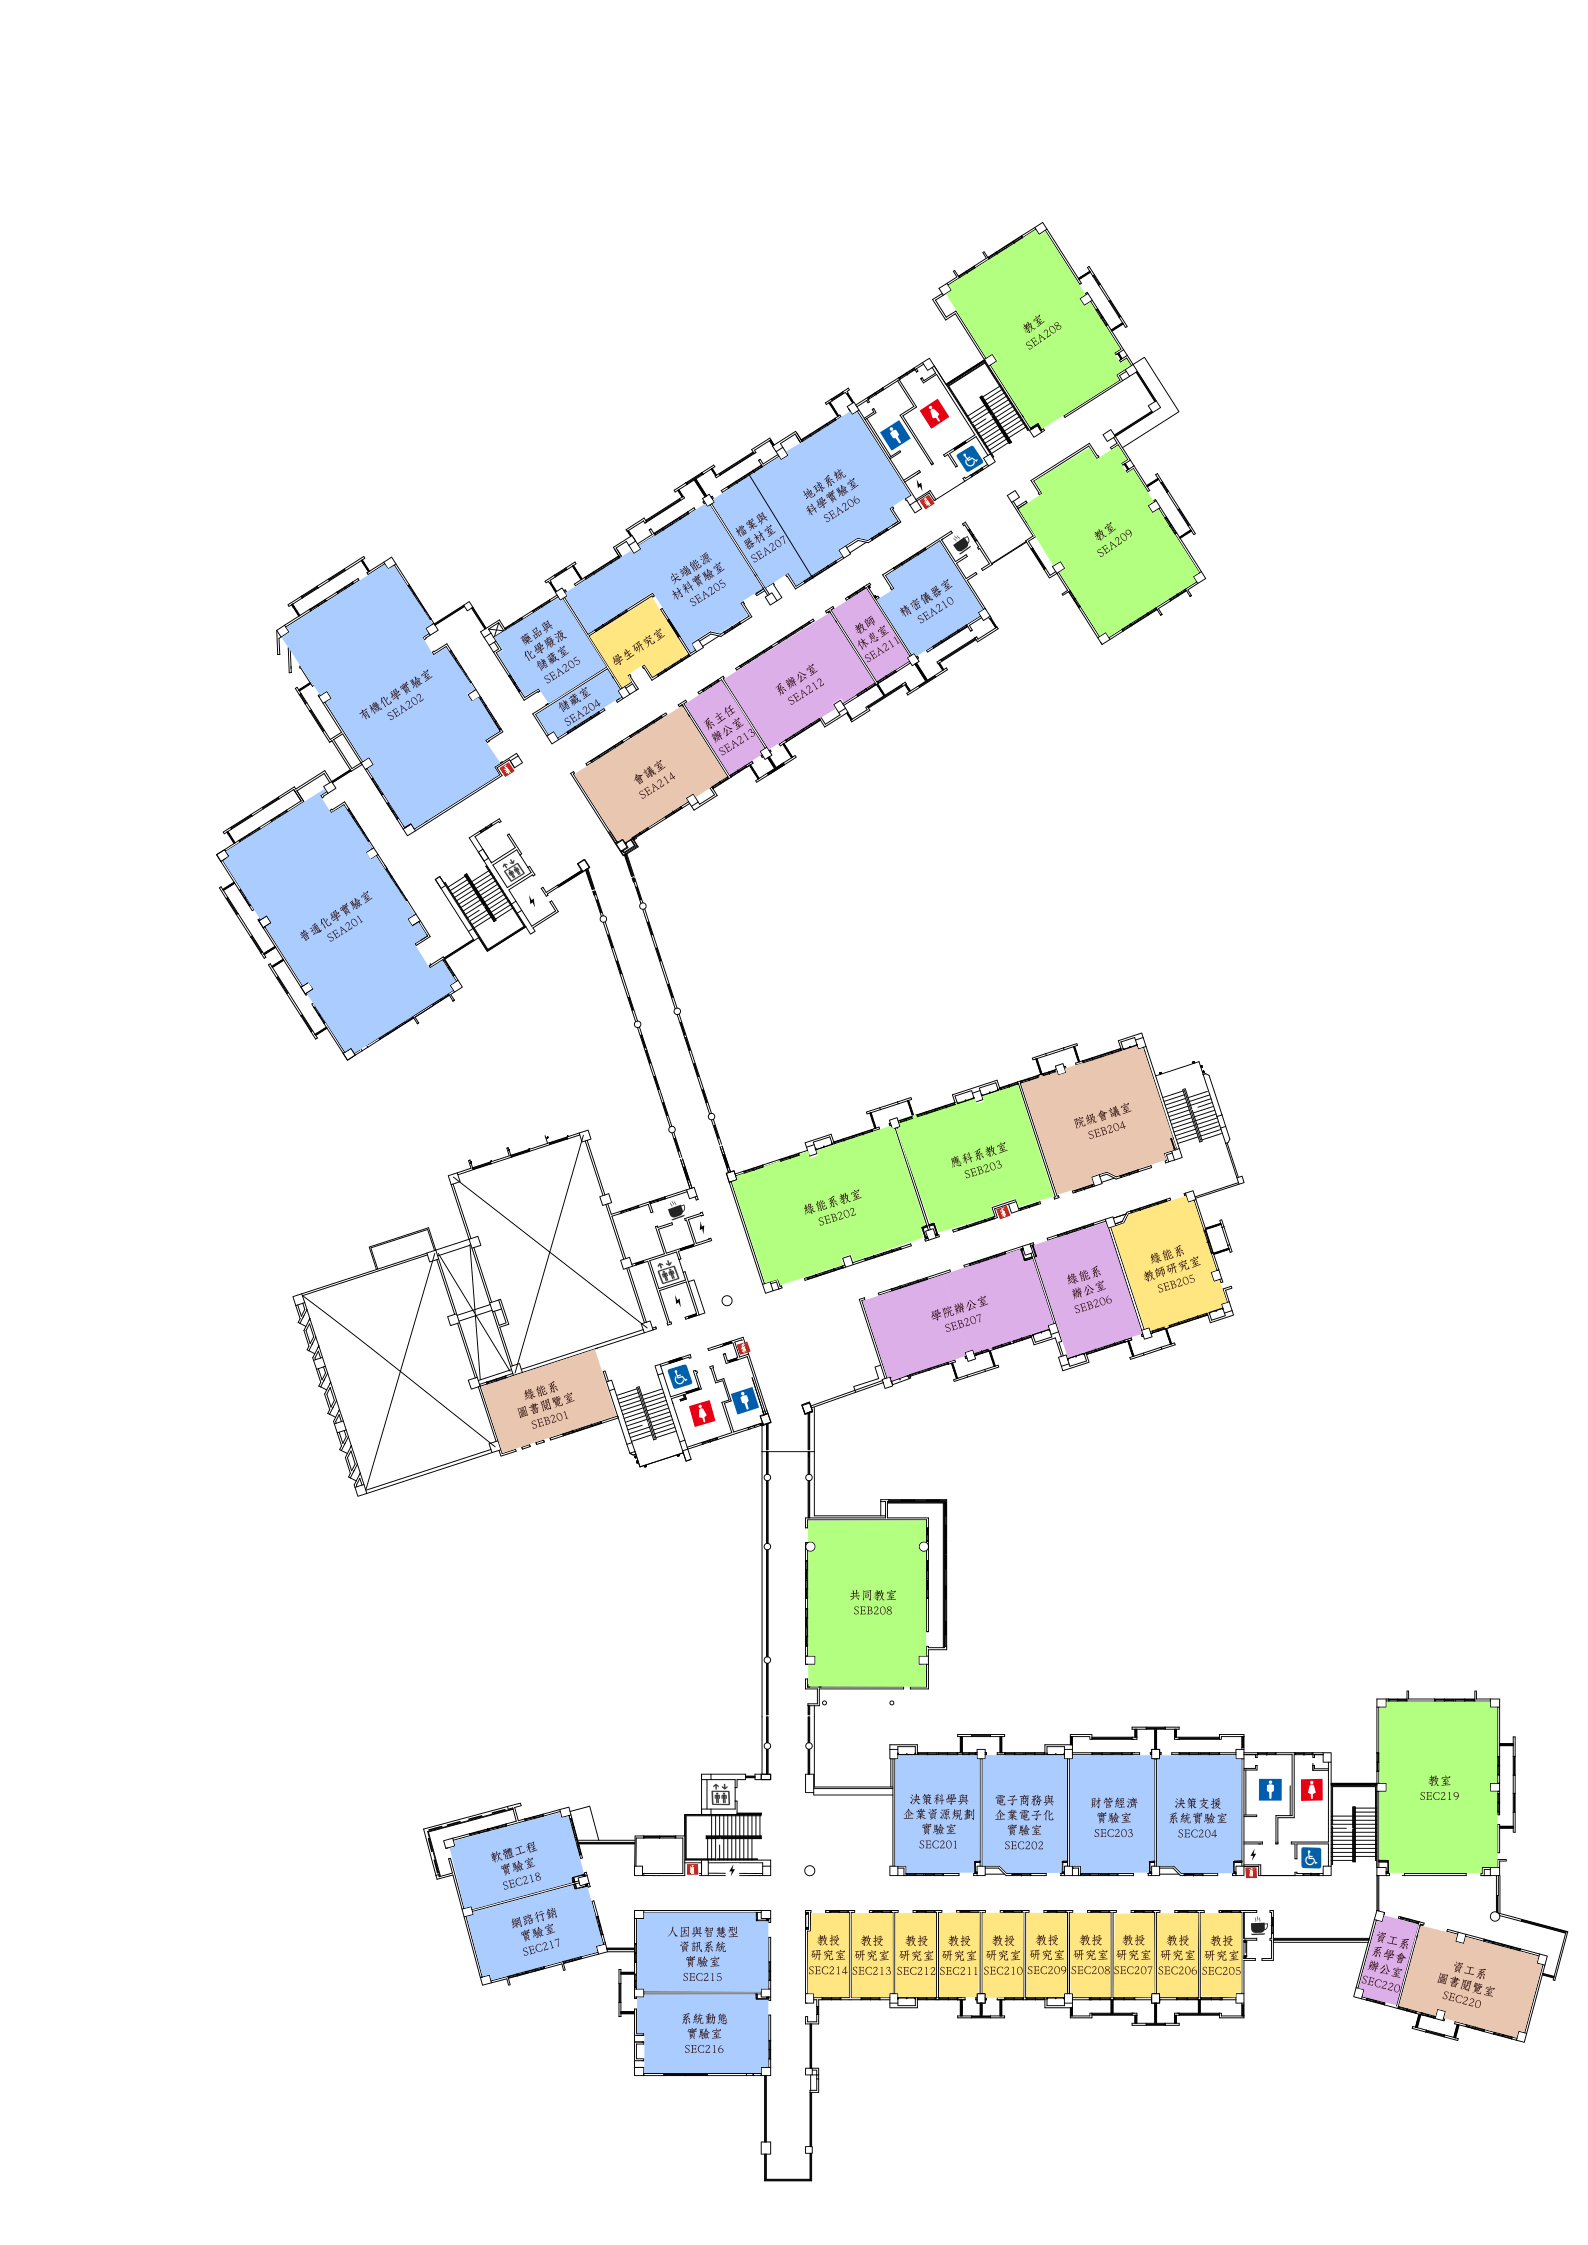 教室
SEA208
地球系統
科學實驗室
SEA206
檔案與
器材室
SEA207
教室
SEA209
尖端能源
材料實驗室
SEA205
精密儀器室
SEA210
藥品與
化學廢液
儲藏室
SEA205
學生研究室
教師
休息室
SEA211
儲藏室
SEA204
系辦公室
SEA212
有機化學實驗室
SEA202
系主任
辦公室
SEA213
會議室
SEA214
普通化學實驗室
SEA201
院級會議室
SEB204
應科系教室
SEB203
綠能系教室
SEB202
綠能系
教師研究室
SEB205
綠能系
辦公室
SEB206
學院辦公室
SEB207
綠能系
圖書閱覽室
SEB201
共同教室
SEB208
教室
SEC219
決策科學與
企業資源規劃
實驗室
SEC201
電子商務與
企業電子化
實驗室
SEC202
財管經濟
實驗室
SEC203
決策支援
系統實驗室
SEC204
軟體工程
實驗室
SEC218
網路行銷
實驗室
SEC217
人因與智慧型
資訊系統
實驗室
SEC215
系統動態
實驗室
SEC216
教授
研究室
SEC214
教授
研究室
SEC213
教授
研究室
SEC212
教授
研究室
SEC211
教授
研究室
SEC210
教授
研究室
SEC209
教授
研究室
SEC208
教授
研究室
SEC207
教授
研究室
SEC206
教授
研究室
SEC205
資工系
系學會
辦公室
SEC220
資工系
圖書閱覽室
SEC220